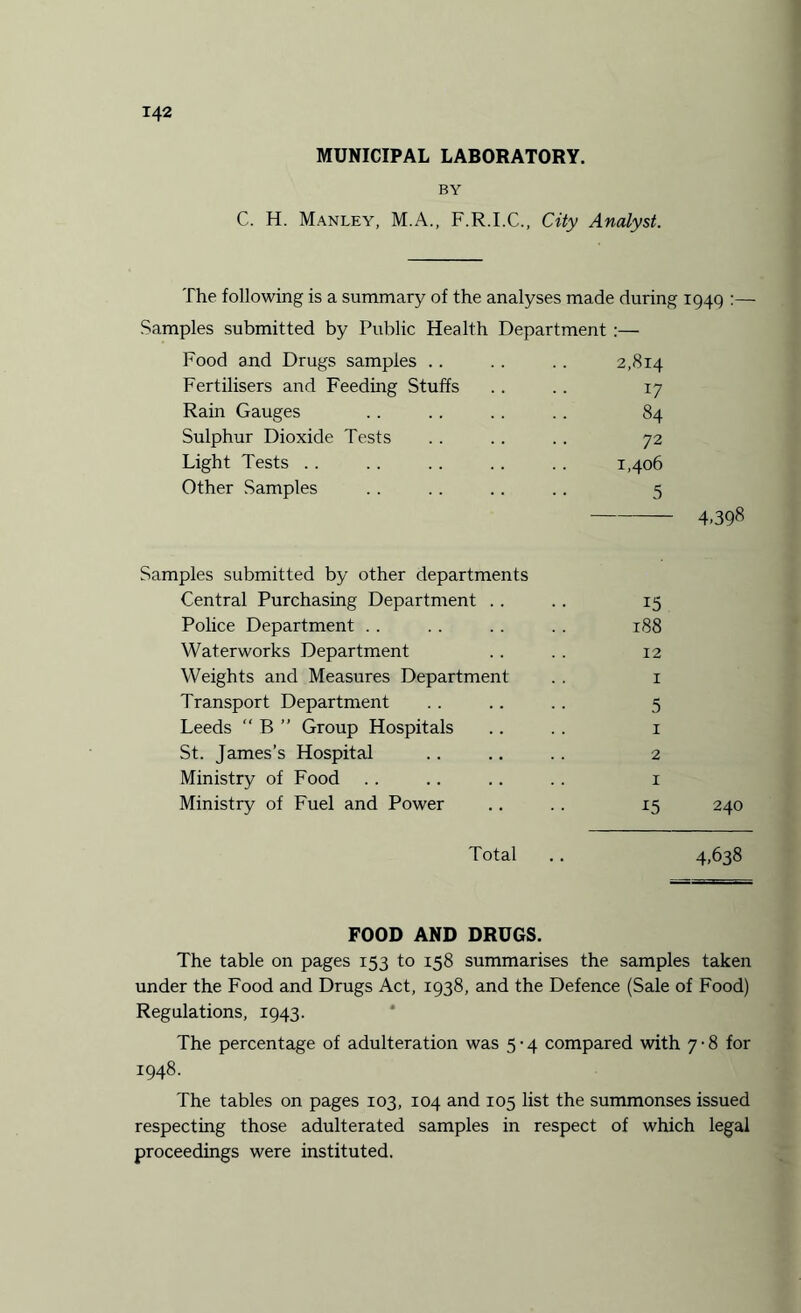 142
MUNICIPAL LABORATORY.
BY
C. H. Manley, M.A., F.R.I.C., City Analyst.
The following is a summary of the analyses made during 1949 :—
Samples submitted by Public Health Department :—
Food and Drugs samples .. .. .. 2,814
Fertilisers and Feeding Stuffs .. .. 17
Rain Gauges .. .. .. .. 84
Sulphur Dioxide Tests .. .. .. 72
Light Tests .. .. .. .. .. 1,406
Other Samples .. .. .. .. 5
4,398
Samples submitted by other departments
Central Purchasing Department .. .. 15
Police Department .. .. .. .. 188
Waterworks Department .. .. 12
Weights and Measures Department .. 1
Transport Department .. .. .. 5
Leeds “ B ” Group Hospitals .. .. 1
St. James’s Hospital .. .. .. 2
Ministry of Food .. .. .. .. 1
Ministry of Fuel and Power .. .. 15 240
Total .. 4,638
FOOD AND DRUGS.
The table on pages 153 to 158 summarises the samples taken
under the Food and Drugs Act, 1938, and the Defence (Sale of Food)
Regulations, 1943.
The percentage of adulteration was 5·4 compared with 7·8 for
1948.
The tables on pages 103, 104 and 105 list the summonses issued
respecting those adulterated samples in respect of which legal
proceedings were instituted.